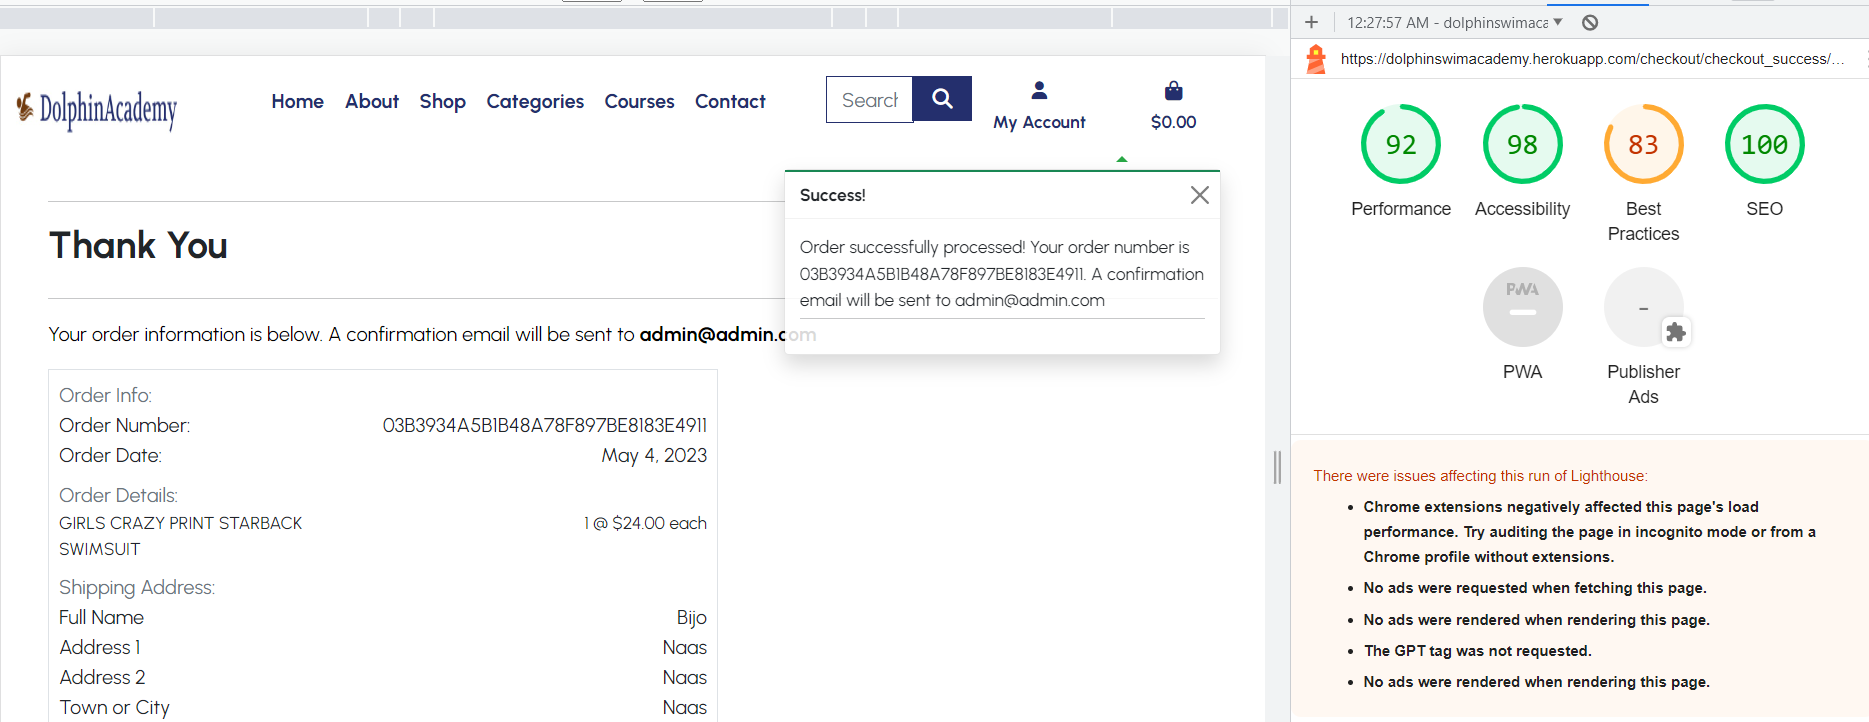 DolphinAcademy
Home About Shop Categories Courses Contact
Search
My Account
$0.00
Success!
Order successfully processed! Your order number is
03B3934A5B1B48A78F897BE8183E4911. A confirmation
email will be sent to admin@admin.com
Thank You
Your order information is below. A confirmation email will be sent to admin@admin.com
Order Info:
Order Number: 03B3934A5B1B48A78F897BE8183E4911
Order Date: May 4, 2023
Order Details:
GIRLS CRAZY PRINT STARBACK 1 @ $24.00 each
SWIMSUIT
Shipping Address:
Full Name Bijo
Address 1 Naas
Address 2 Naas
Town or City Naas
12:27:57 AM - dolphinswimaca
https://dolphinswimacademy.herokuapp.com/checkout/checkout_success/...
92
Performance
98
Accessibility
83
Best
Practices
100
SEO
PWA
PWA
-
Publisher
Ads
There were issues affecting this run of Lighthouse:
• Chrome extensions negatively affected this page's load
performance. Try auditing the page in incognito mode or from a
Chrome profile without extensions.
• No ads were requested when fetching this page.
• No ads were rendered when rendering this page.
• The GPT tag was not requested.
• No ads were rendered when rendering this page.